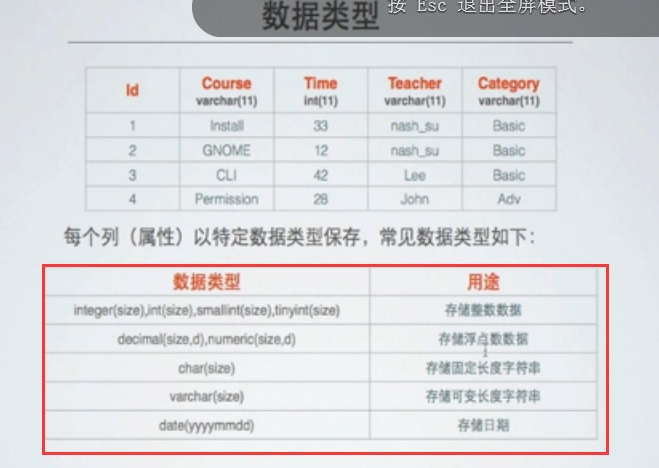 数据类型
按 Esc 退出全屏模式。
Id Course Time Teacher Category
varchar(11) int(11) varchar(11) varchar(11)
1 Install 33 nash_su Basic
2 GNOME 12 nash_su Basic
3 CLI 42 Lee Basic
4 Permission 28 John Adv
每个列（属性）以特定数据类型保存，常见数据类型如下：
数据类型 用途
integer(size),int(size),smallint(size),tinyint(size) 存储整数数据
decimal(size,d),numeric(size,d) 存储浮点数数据
char(size) 存储固定长度字符串
varchar(size) 存储可变长度字符串
date(yyyymmdd) 存储日期